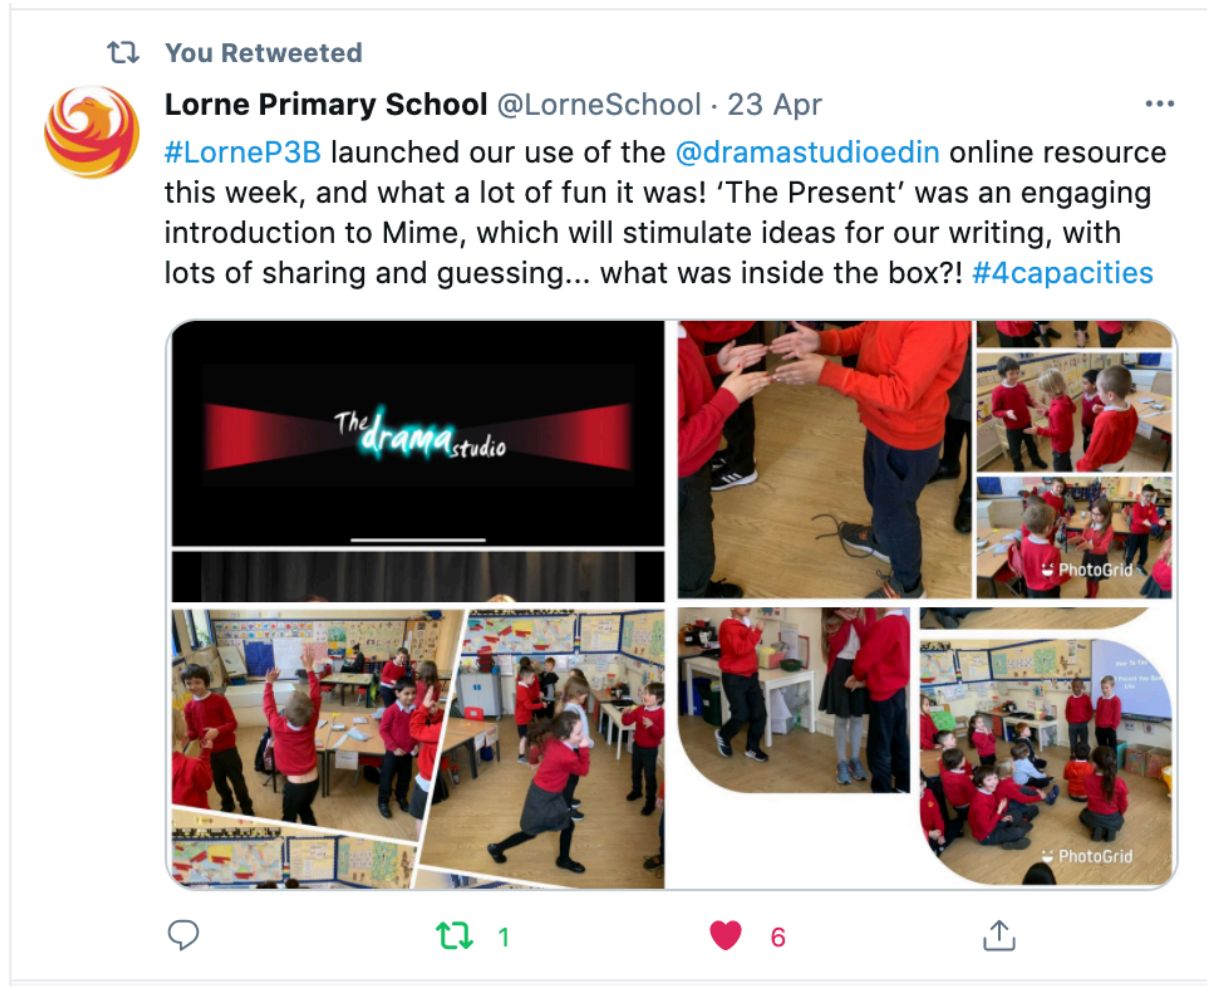 You Retweeted
Lorne Primary School @LorneSchool · 23 Apr
#LorneP3B launched our use of the @dramastudioedin online resource
this week, and what a lot of fun it was! ‘The Present’ was an engaging
introduction to Mime, which will stimulate ideas for our writing, with
lots of sharing and guessing... what was inside the box?! #4capacities
The drama studio
PhotoGrid
PhotoGrid
1
6